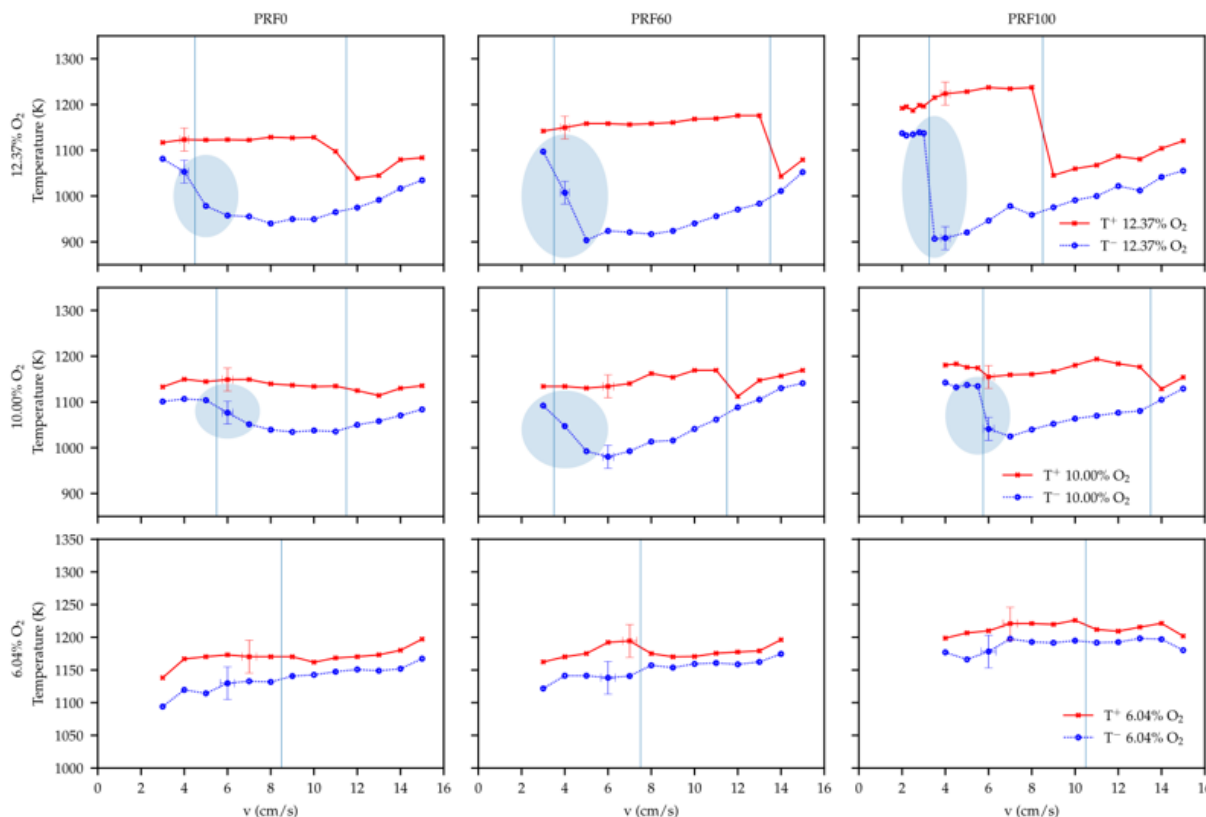 PRF0 PRF60 PRF100
12.37% O₂
Temperature (K)
1300
1200
1100
1000
900
T⁺ 12.37% O₂
T⁻ 12.37% O₂
10.00% O₂
Temperature (K)
1300
1200
1100
1000
900
T⁺ 10.00% O₂
T⁻ 10.00% O₂
6.04% O₂
Temperature (K)
1350
1300
1250
1200
1150
1100
1050
1000
T⁺ 6.04% O₂
T⁻ 6.04% O₂
0 2 4 6 8 10 12 14 16 0 2 4 6 8 10 12 14 16 0 2 4 6 8 10 12 14 16
v (cm/s) v (cm/s) v (cm/s)